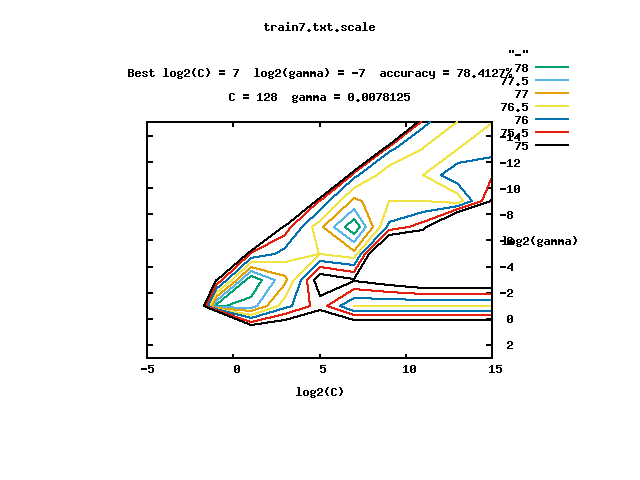 train7.txt.scale
"-"
Best log2(C) = 7  log2(gamma) = -7  accuracy = 78.4127%
78
77.5
C = 128  gamma = 0.0078125
77
76.5
76
75.5
-14
75
-12
-10
-8
-6
log2(gamma)
-4
-2
0
2
-5 0 5 10 15
log2(C)